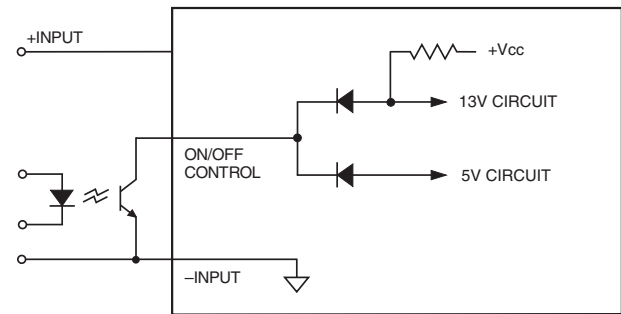 +INPUT
+Vcc
13V CIRCUIT
ON/OFF
CONTROL
5V CIRCUIT
–INPUT